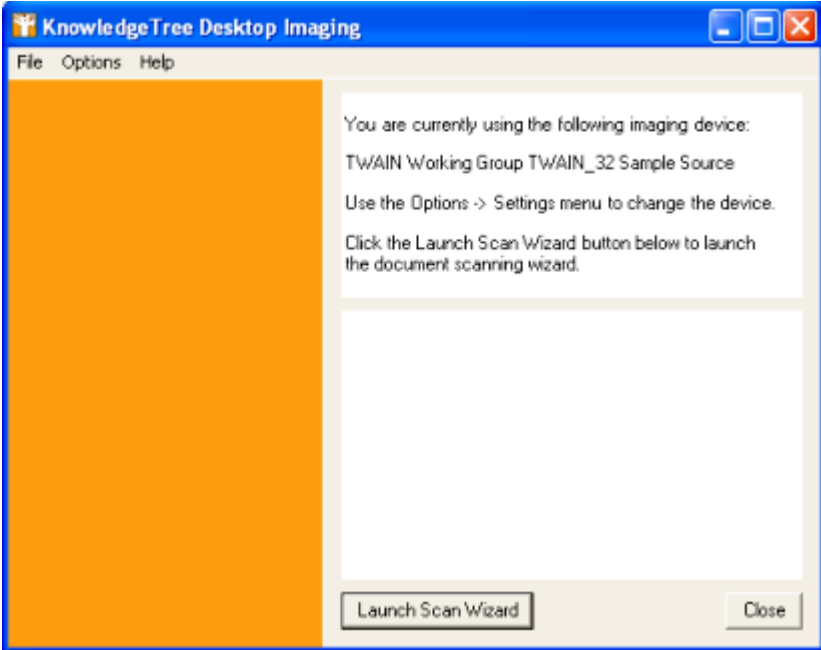 KnowledgeTree Desktop Imaging
File Options Help
You are currently using the following imaging device:
TWAIN Working Group TWAIN_32 Sample Source
Use the Options -> Settings menu to change the device.
Click the Launch Scan Wizard button below to launch
the document scanning wizard.
Launch Scan Wizard Close